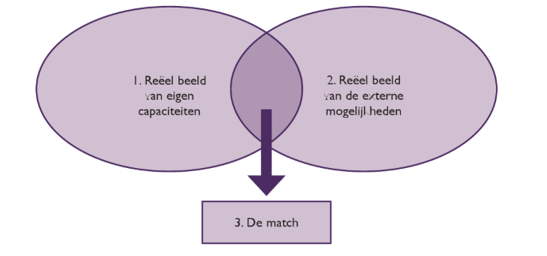 1. Reëel beeld
van eigen
capaciteiten
2. Reëel beeld
van de externe
mogelijkheden
3. De match